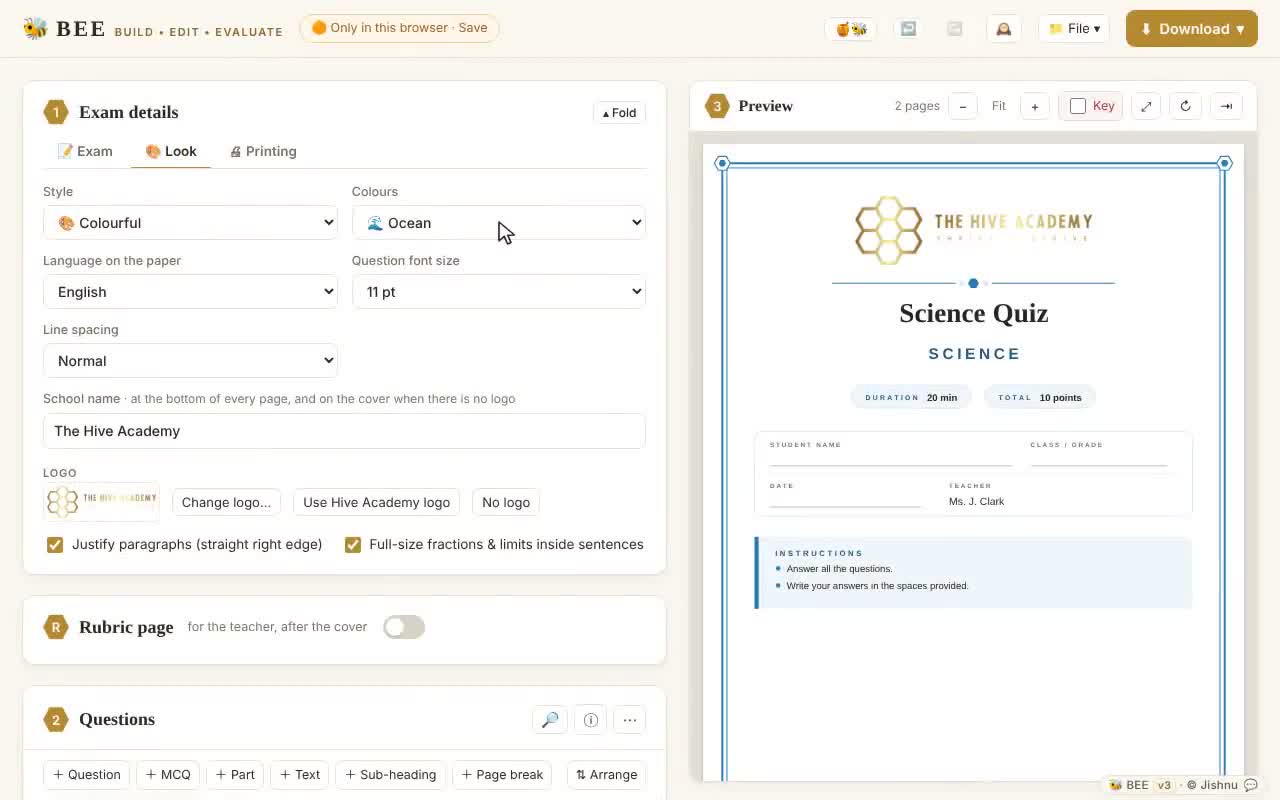 BEE BUILD • EDIT • EVALUATE Only in this browser · Save File ▾ Download ▾
1 Exam details ▴ Fold
Exam Look Printing
Style Colours
Colourful Ocean
Language on the paper Question font size
English 11 pt
Line spacing
Normal
School name · at the bottom of every page, and on the cover when there is no logo
The Hive Academy
LOGO
THE HIVE ACADEMY Change logo... Use Hive Academy logo No logo
Justify paragraphs (straight right edge) Full-size fractions & limits inside sentences
R Rubric page for the teacher, after the cover
2 Questions
+ Question + MCQ + Part + Text + Sub-heading + Page break ⇅ Arrange
3 Preview 2 pages − Fit + Key
THE HIVE ACADEMY
Science Quiz
SCIENCE
DURATION 20 min TOTAL 10 points
STUDENT NAME CLASS / GRADE
DATE TEACHER
Ms. J. Clark
INSTRUCTIONS
• Answer all the questions.
• Write your answers in the spaces provided.
BEE v3 · © Jishnu